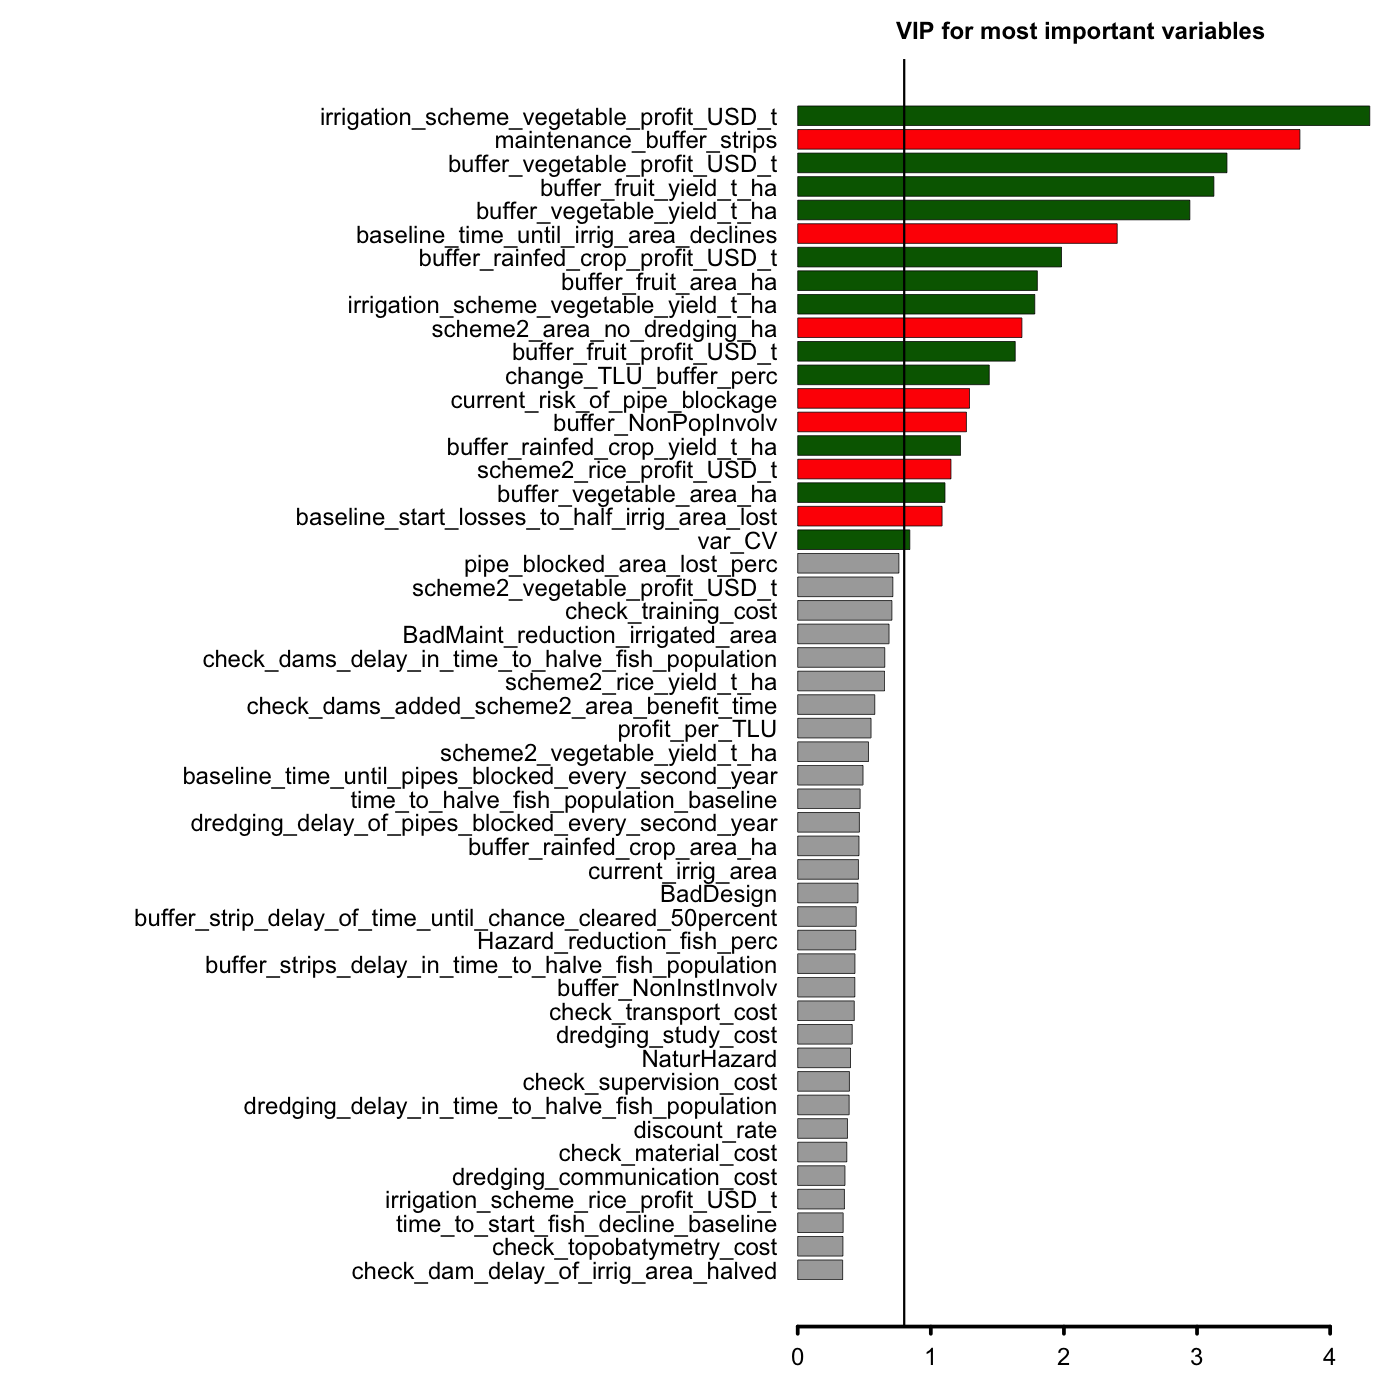 VIP for most important variables
irrigation_scheme_vegetable_profit_USD_t
maintenance_buffer_strips
buffer_vegetable_profit_USD_t
buffer_fruit_yield_t_ha
buffer_vegetable_yield_t_ha
baseline_time_until_irrig_area_declines
buffer_rainfed_crop_profit_USD_t
buffer_fruit_area_ha
irrigation_scheme_vegetable_yield_t_ha
scheme2_area_no_dredging_ha
buffer_fruit_profit_USD_t
change_TLU_buffer_perc
current_risk_of_pipe_blockage
buffer_NonPopInvolv
buffer_rainfed_crop_yield_t_ha
scheme2_rice_profit_USD_t
buffer_vegetable_area_ha
baseline_start_losses_to_half_irrig_area_lost
var_CV
pipe_blocked_area_lost_perc
scheme2_vegetable_profit_USD_t
check_training_cost
BadMaint_reduction_irrigated_area
check_dams_delay_in_time_to_halve_fish_population
scheme2_rice_yield_t_ha
check_dams_added_scheme2_area_benefit_time
profit_per_TLU
scheme2_vegetable_yield_t_ha
baseline_time_until_pipes_blocked_every_second_year
time_to_halve_fish_population_baseline
dredging_delay_of_pipes_blocked_every_second_year
buffer_rainfed_crop_area_ha
current_irrig_area
BadDesign
buffer_strip_delay_of_time_until_chance_cleared_50percent
Hazard_reduction_fish_perc
buffer_strips_delay_in_time_to_halve_fish_population
buffer_NonInstInvolv
check_transport_cost
dredging_study_cost
NaturHazard
check_supervision_cost
dredging_delay_in_time_to_halve_fish_population
discount_rate
check_material_cost
dredging_communication_cost
irrigation_scheme_rice_profit_USD_t
time_to_start_fish_decline_baseline
check_topobatymetry_cost
check_dam_delay_of_irrig_area_halved
0 1 2 3 4